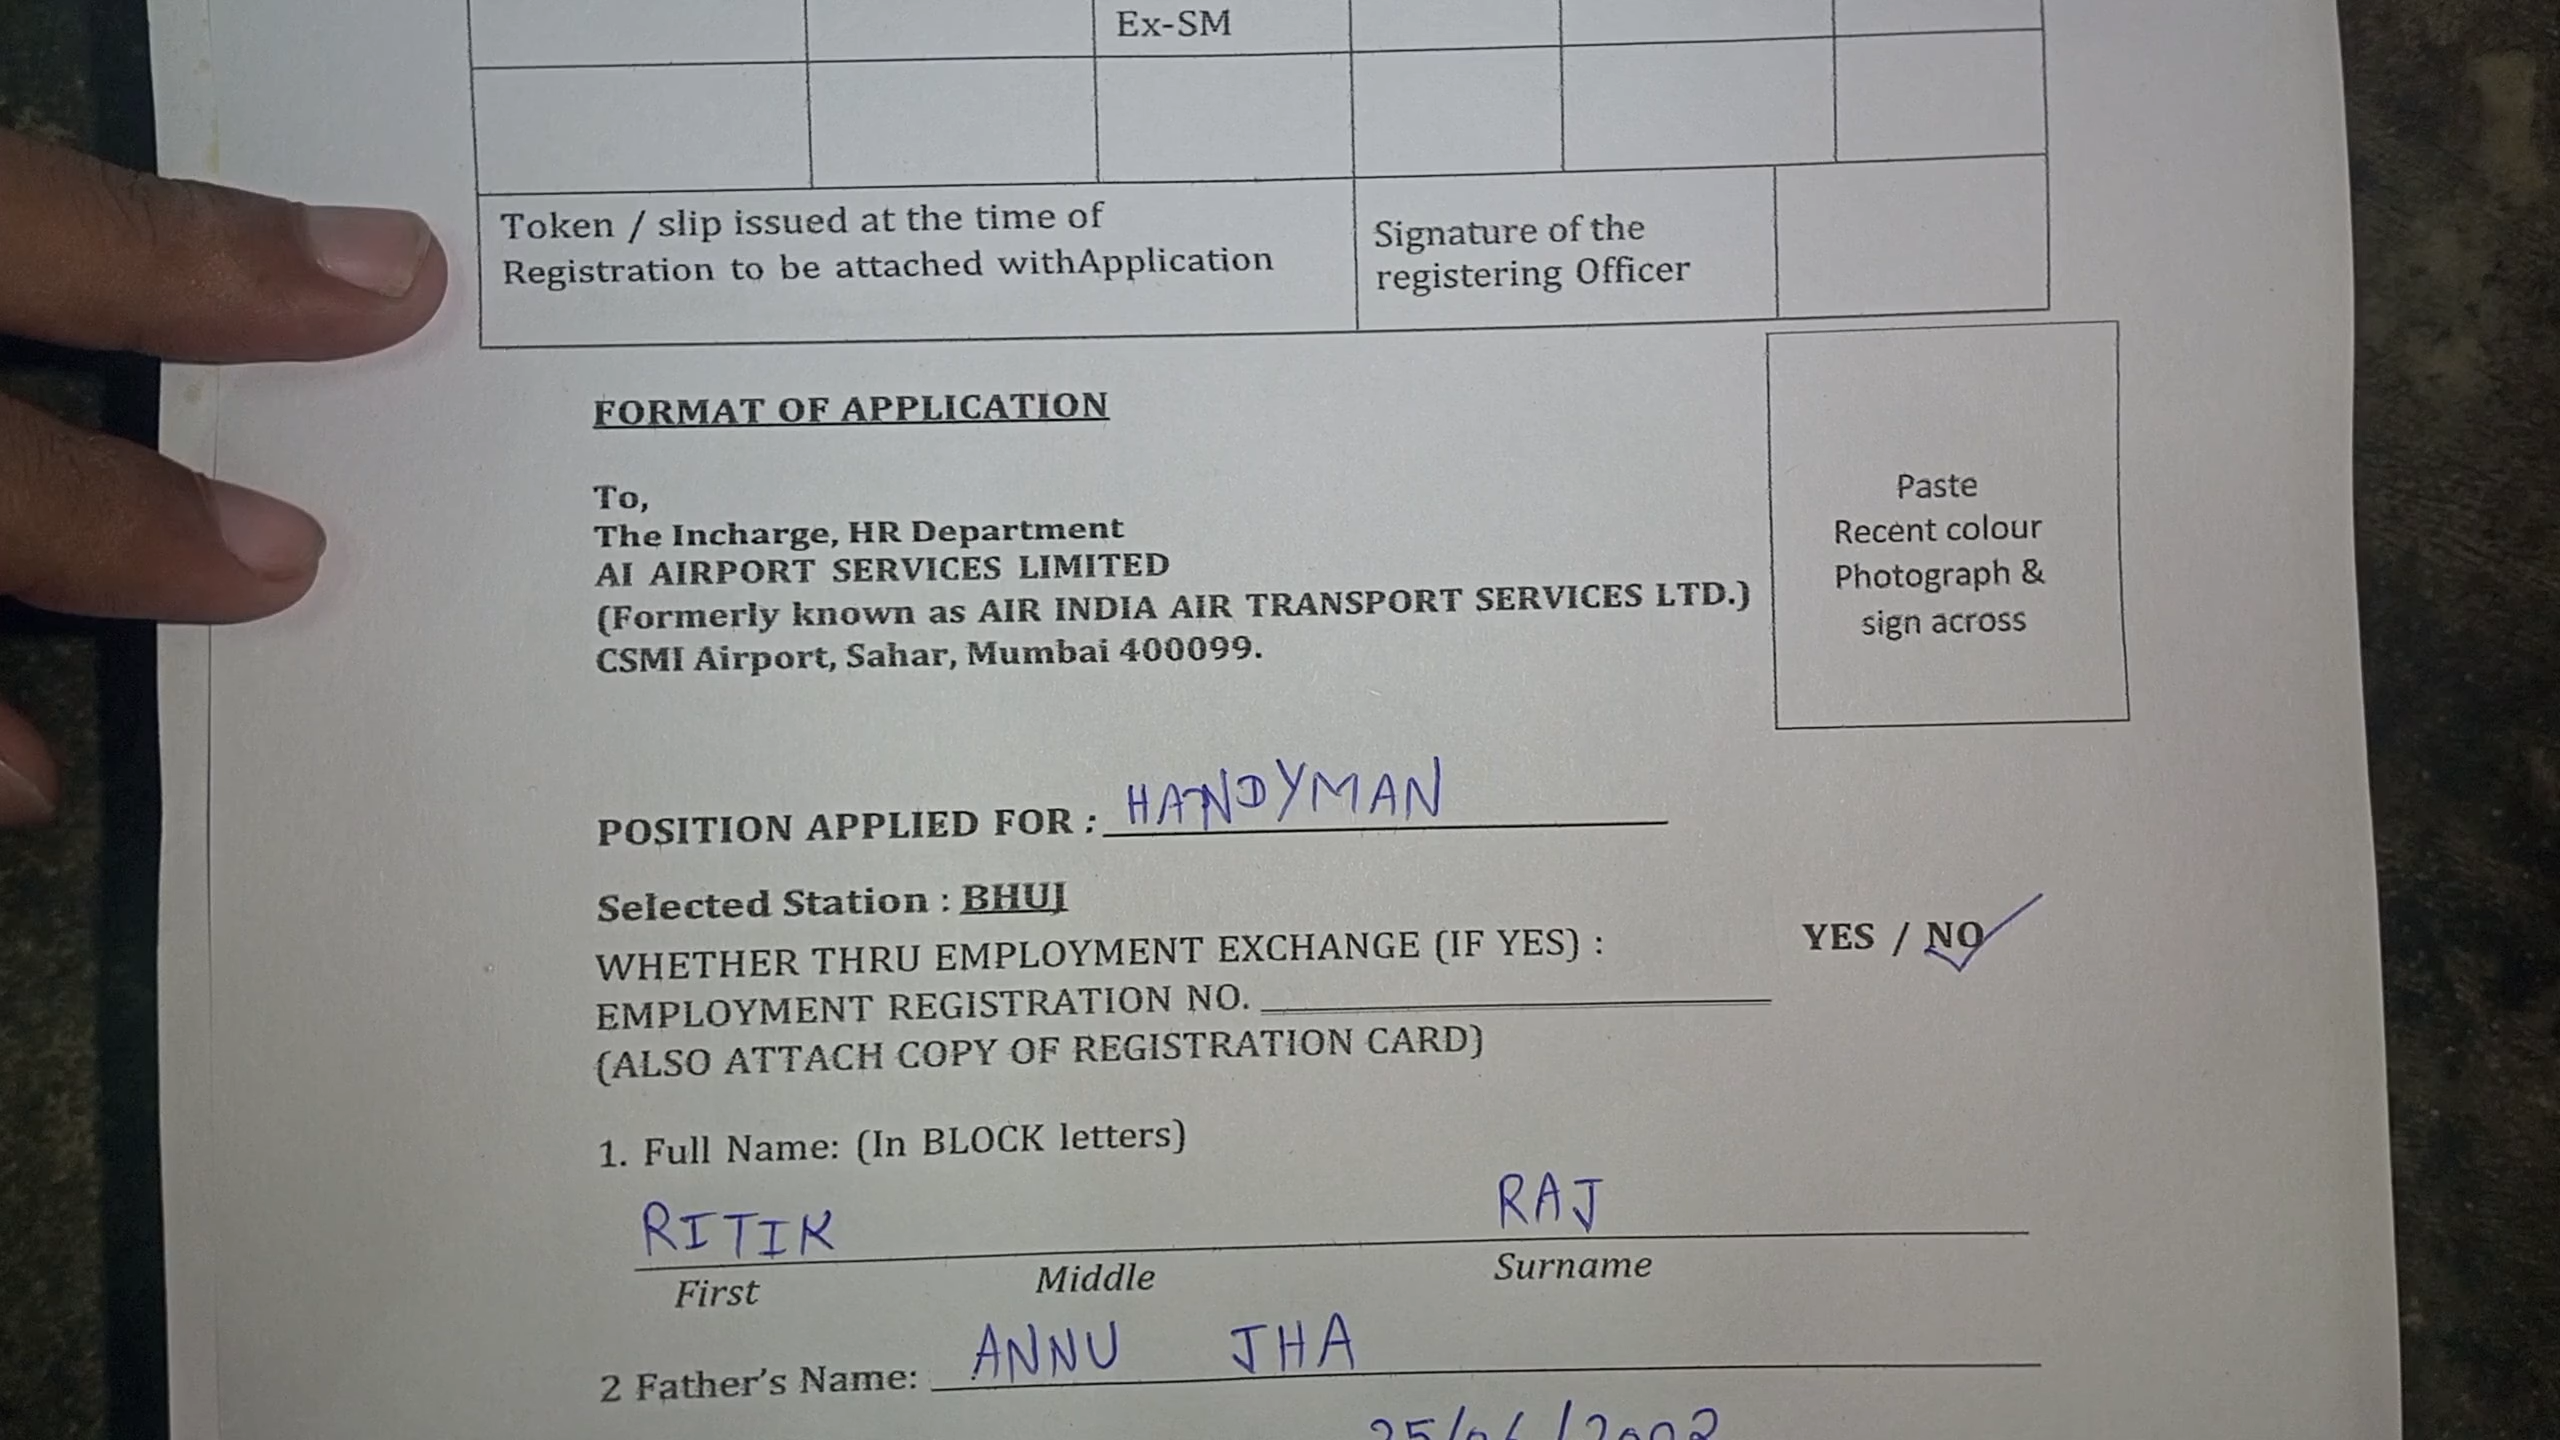 Ex-SM
Token / slip issued at the time of
Registration to be attached withApplication
Signature of the
registering Officer
FORMAT OF APPLICATION
To,
The Incharge, HR Department
AI AIRPORT SERVICES LIMITED
(Formerly known as AIR INDIA AIR TRANSPORT SERVICES LTD.)
CSMI Airport, Sahar, Mumbai 400099.
Paste
Recent colour
Photograph &
sign across
POSITION APPLIED FOR : HANDYMAN
Selected Station : BHUJ
WHETHER THRU EMPLOYMENT EXCHANGE (IF YES) : YES / NO
EMPLOYMENT REGISTRATION NO.
(ALSO ATTACH COPY OF REGISTRATION CARD)
1. Full Name: (In BLOCK letters)
RITIK RAJ
First Middle Surname
2 Father's Name: ANNU JHA